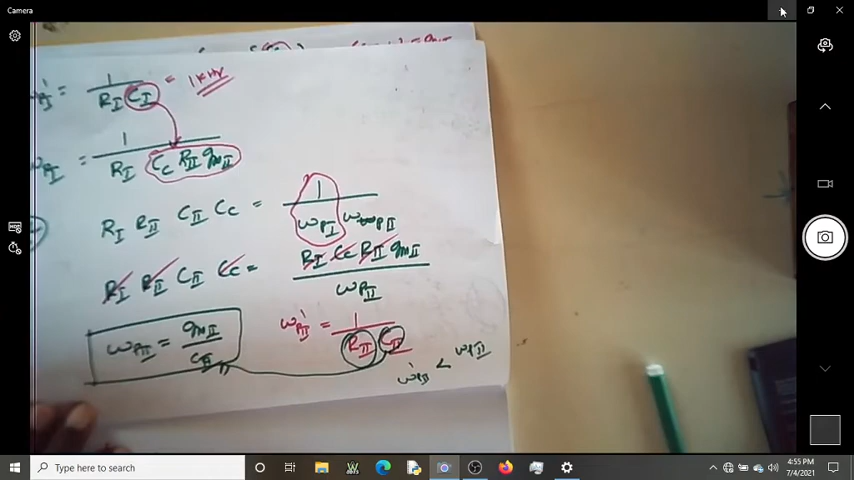 Camera
ω'PI = 1 / RI CI = 1 kHz
ωPI = 1 / RI Cc RII gmII
RI RII CII Cc = 1 / ωPI ωPII
RI RII CII Cc = RI Cc RII gmII / ωPII
ωPII = gmII / CII
ω'PII = 1 / RII CII
ω'PII < ωPII
Type here to search
4:55 PM
7/4/2021